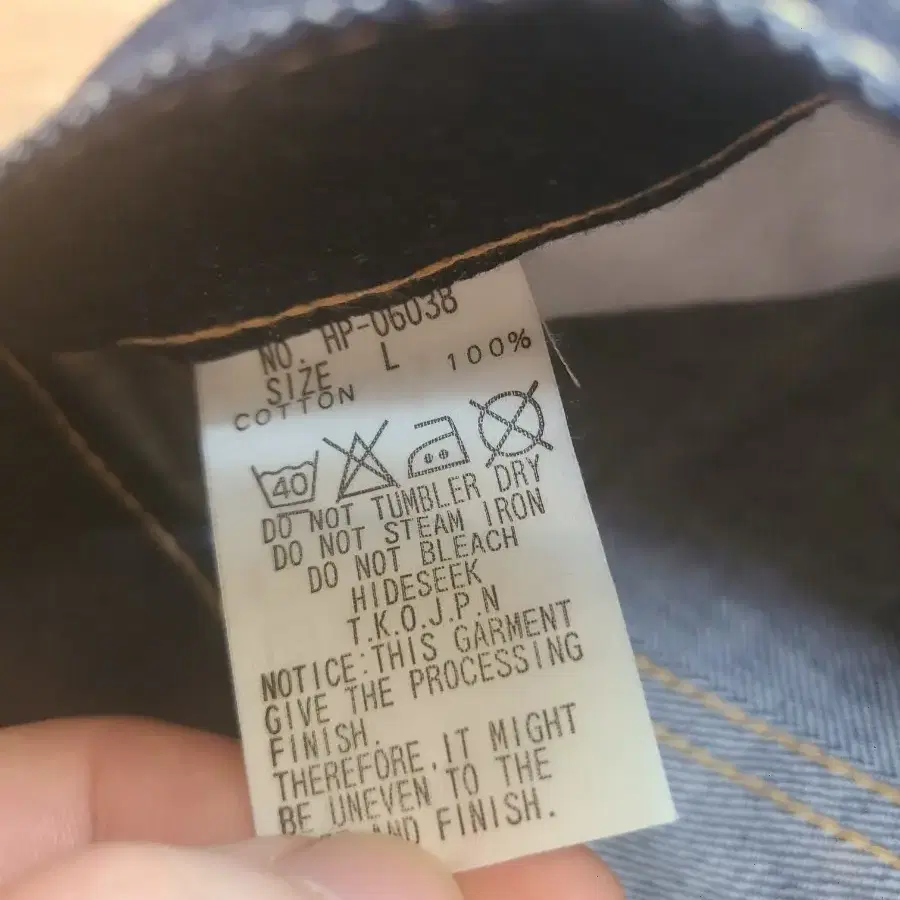 NO. HP-06038
SIZE L
COTTON 100%
40
DO NOT TUMBLER DRY
DO NOT STEAM IRON
DO NOT BLEACH
HIDESEEK
T.K.O.J.P.N
NOTICE:THIS GARMENT
GIVE THE PROCESSING
FINISH.
THEREFORE,IT MIGHT
BE UNEVEN TO THE
AND FINISH.